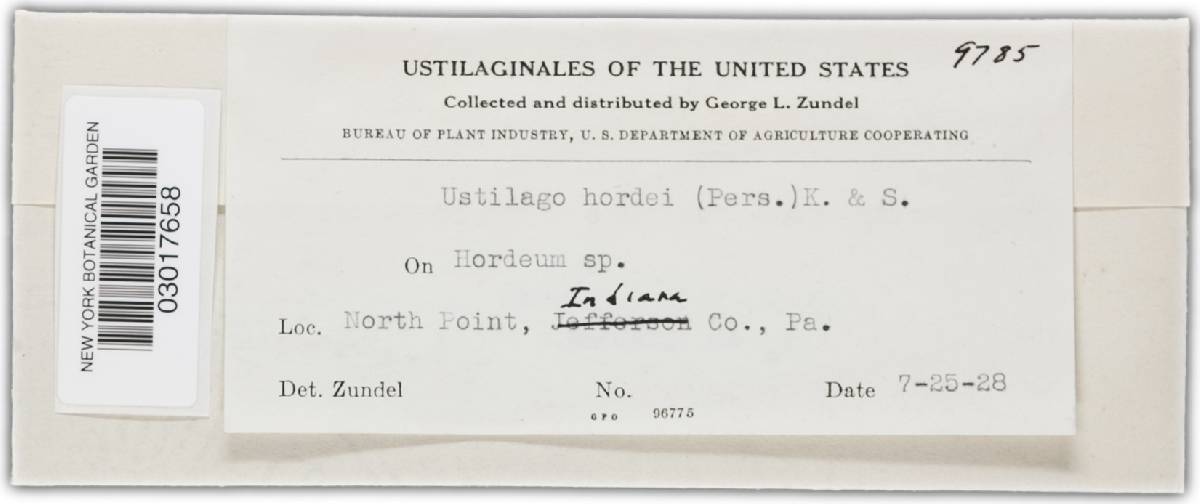 9785
USTILAGINALES OF THE UNITED STATES
Collected and distributed by George L. Zundel
BUREAU OF PLANT INDUSTRY, U. S. DEPARTMENT OF AGRICULTURE COOPERATING
Ustilago hordei (Pers.)K. & S.
On Hordeum sp.
Indiana
Loc. North Point, Jefferson Co., Pa.
Det. Zundel No. Date 7-25-28
GPO 96775
NEW YORK BOTANICAL GARDEN
03017658